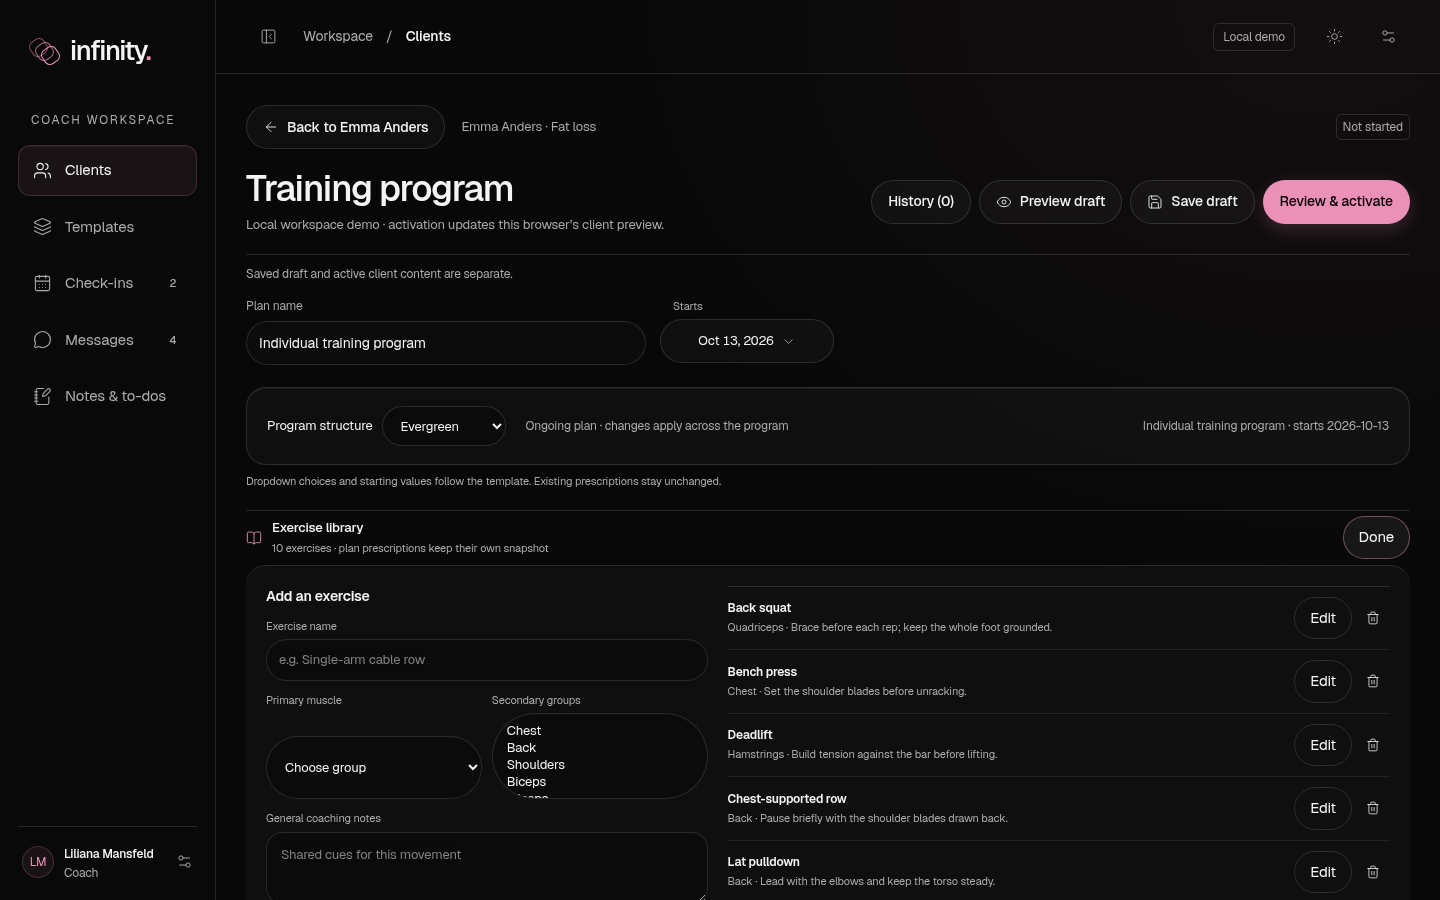 infinity.
Workspace / Clients
Local demo
COACH WORKSPACE
Clients
Templates
Check-ins 2
Messages 4
Notes & to-dos
LM
Liliana Mansfeld
Coach
Back to Emma Anders
Emma Anders · Fat loss
Not started
Training program
Local workspace demo · activation updates this browser's client preview.
History (0)
Preview draft
Save draft
Review & activate
Saved draft and active client content are separate.
Plan name
Individual training program
Starts
Oct 13, 2026
Program structure
Evergreen
Ongoing plan · changes apply across the program
Individual training program · starts 2026-10-13
Dropdown choices and starting values follow the template. Existing prescriptions stay unchanged.
Exercise library
10 exercises · plan prescriptions keep their own snapshot
Done
Add an exercise
Exercise name
e.g. Single-arm cable row
Primary muscle
Choose group
Secondary groups
Chest
Back
Shoulders
Biceps
General coaching notes
Shared cues for this movement
Back squat
Quadriceps · Brace before each rep; keep the whole foot grounded.
Edit
Bench press
Chest · Set the shoulder blades before unracking.
Edit
Deadlift
Hamstrings · Build tension against the bar before lifting.
Edit
Chest-supported row
Back · Pause briefly with the shoulder blades drawn back.
Edit
Lat pulldown
Back · Lead with the elbows and keep the torso steady.
Edit